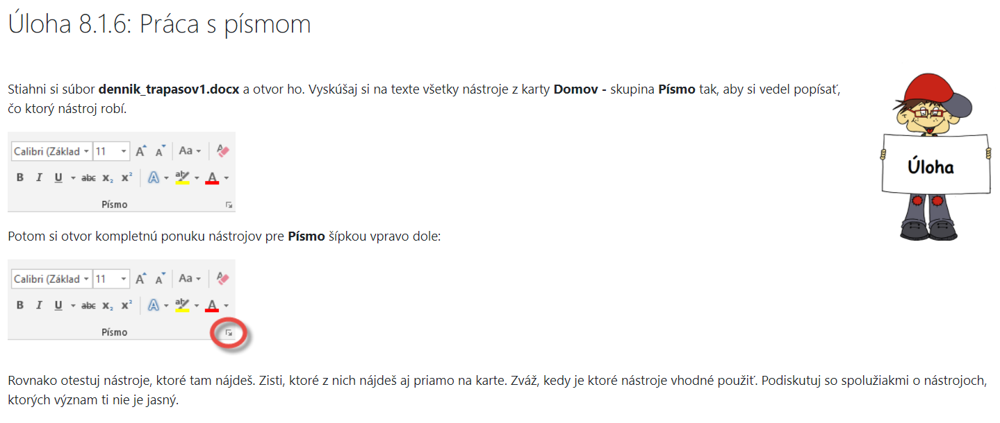 Úloha 8.1.6: Práca s písmom
Stiahni si súbor dennik_trapasov1.docx a otvor ho. Vyskúšaj si na texte všetky nástroje z karty Domov - skupina Písmo tak, aby si vedel popísať,
čo ktorý nástroj robí.
Úloha
Calibri (Základ 11 A A Aa A
B I U abc x₂ x² A ab A
Písmo
Potom si otvor kompletnú ponuku nástrojov pre Písmo šípkou vpravo dole:
Calibri (Základ 11 A A Aa A
B I U abc x₂ x² A ab A
Písmo
Rovnako otestuj nástroje, ktoré tam nájdeš. Zisti, ktoré z nich nájdeš aj priamo na karte. Zváž, kedy je ktoré nástroje vhodné použiť. Podiskutuj so spolužiakmi o nástrojoch,
ktorých význam ti nie je jasný.